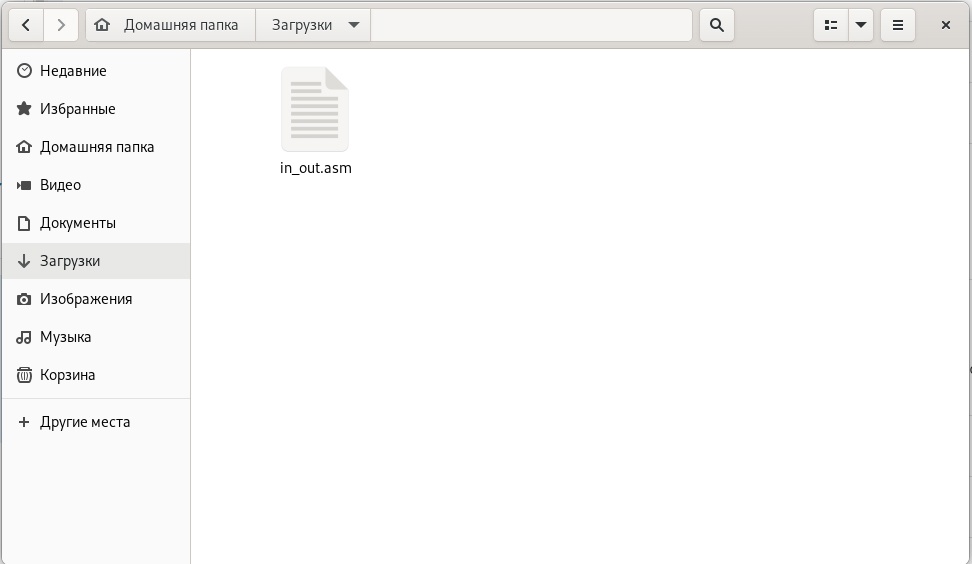 Домашняя папка
Загрузки
Недавние
Избранные
Домашняя папка
Видео
Документы
Загрузки
Изображения
Музыка
Корзина
Другие места
in_out.asm